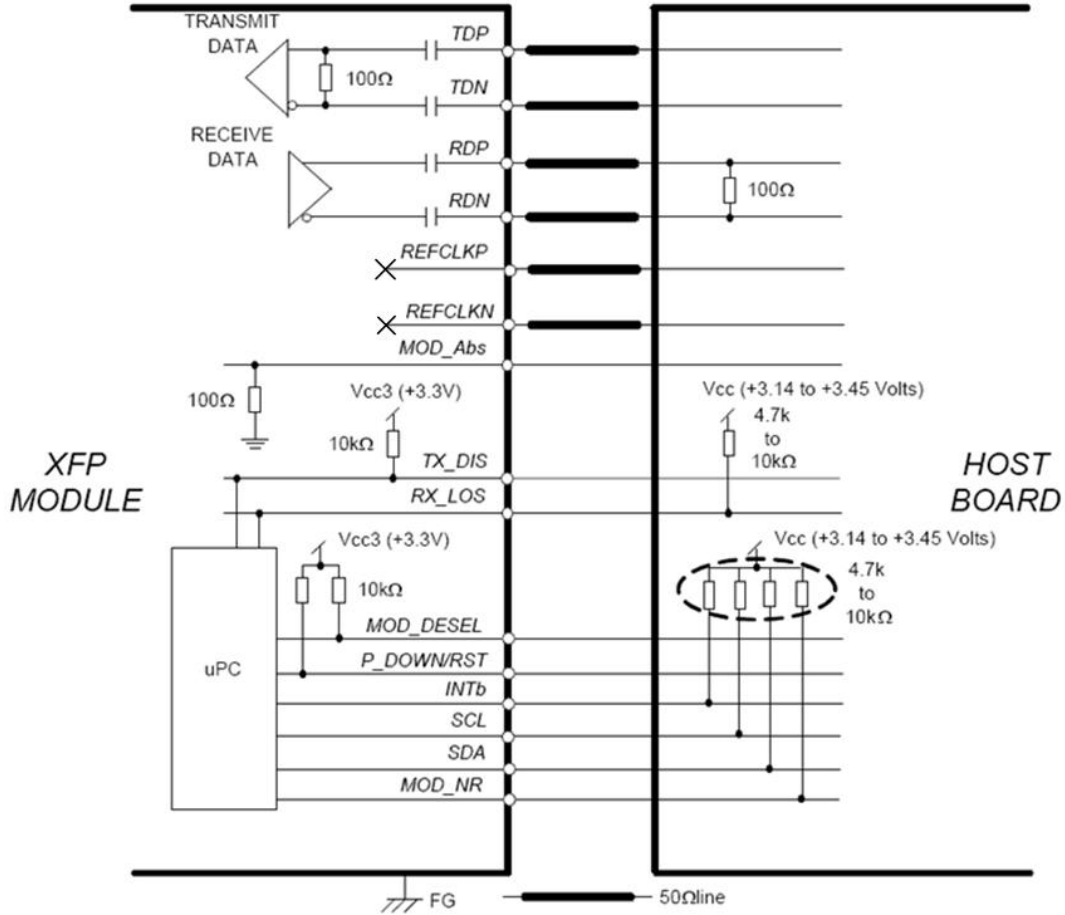 TRANSMIT
DATA
TDP
100Ω
TDN
RECEIVE
DATA
RDP
100Ω
RDN
REFCLKP
REFCLKN
MOD_Abs
100Ω
Vcc3 (+3.3V)
10kΩ
Vcc (+3.14 to +3.45 Volts)
4.7k
to
10kΩ
TX_DIS
RX_LOS
XFP
MODULE
HOST
BOARD
Vcc3 (+3.3V)
10kΩ
Vcc (+3.14 to +3.45 Volts)
4.7k
to
10kΩ
MOD_DESEL
uPC
P_DOWN/RST
INTb
SCL
SDA
MOD_NR
FG
50Ωline